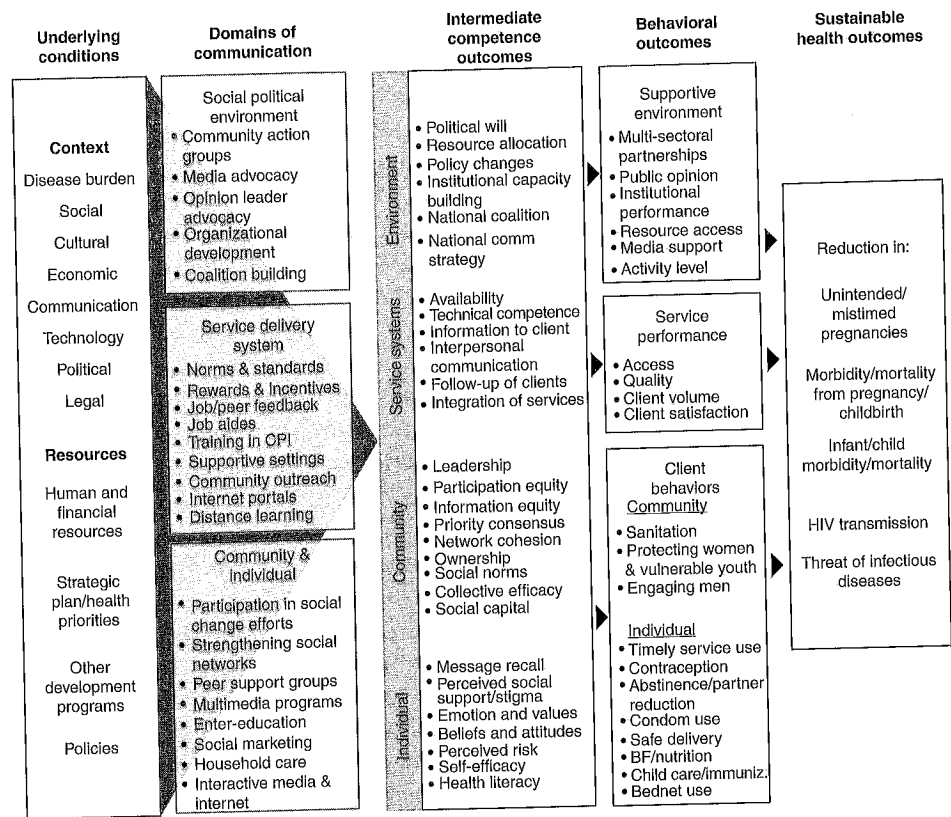 Underlying
conditions
Domains of
communication
Intermediate
competence
outcomes
Behavioral
outcomes
Sustainable
health outcomes
Context
Disease burden
Social
Cultural
Economic
Communication
Technology
Political
Legal
Resources
Human and
financial
resources
Strategic
plan/health
priorities
Other
development
programs
Policies
Social political
environment
• Community action
groups
• Media advocacy
• Opinion leader
advocacy
• Organizational
development
• Coalition building
Service delivery
system
• Norms & standards
• Rewards & Incentives
• Job/peer feedback
• Job aides
• Training in CPI
• Supportive settings
• Community outreach
• Internet portals
• Distance learning
Community &
Individual
• Participation in social
change efforts
• Strengthening social
networks
• Peer support groups
• Multimedia programs
• Enter-education
• Social marketing
• Household care
• Interactive media &
internet
Environment
• Political will
• Resource allocation
• Policy changes
• Institutional capacity
building
• National coalition
• National comm
strategy
Service systems
• Availability
• Technical competence
• Information to client
• Interpersonal
communication
• Follow-up of clients
• Integration of services
Community
• Leadership
• Participation equity
• Information equity
• Priority consensus
• Network cohesion
• Ownership
• Social norms
• Collective efficacy
• Social capital
Individual
• Message recall
• Perceived social
support/stigma
• Emotion and values
• Beliefs and attitudes
• Perceived risk
• Self-efficacy
• Health literacy
Supportive
environment
• Multi-sectoral
partnerships
• Public opinion
• Institutional
performance
• Resource access
• Media support
• Activity level
Service
performance
• Access
• Quality
• Client volume
• Client satisfaction
Client
behaviors
Community
• Sanitation
• Protecting women
& vulnerable youth
• Engaging men
Individual
• Timely service use
• Contraception
• Abstinence/partner
reduction
• Condom use
• Safe delivery
• BF/nutrition
• Child care/immuniz.
• Bednet use
Reduction in:
Unintended/
mistimed
pregnancies
Morbidity/mortality
from pregnancy/
childbirth
Infant/child
morbidity/mortality
HIV transmission
Threat of infectious
diseases